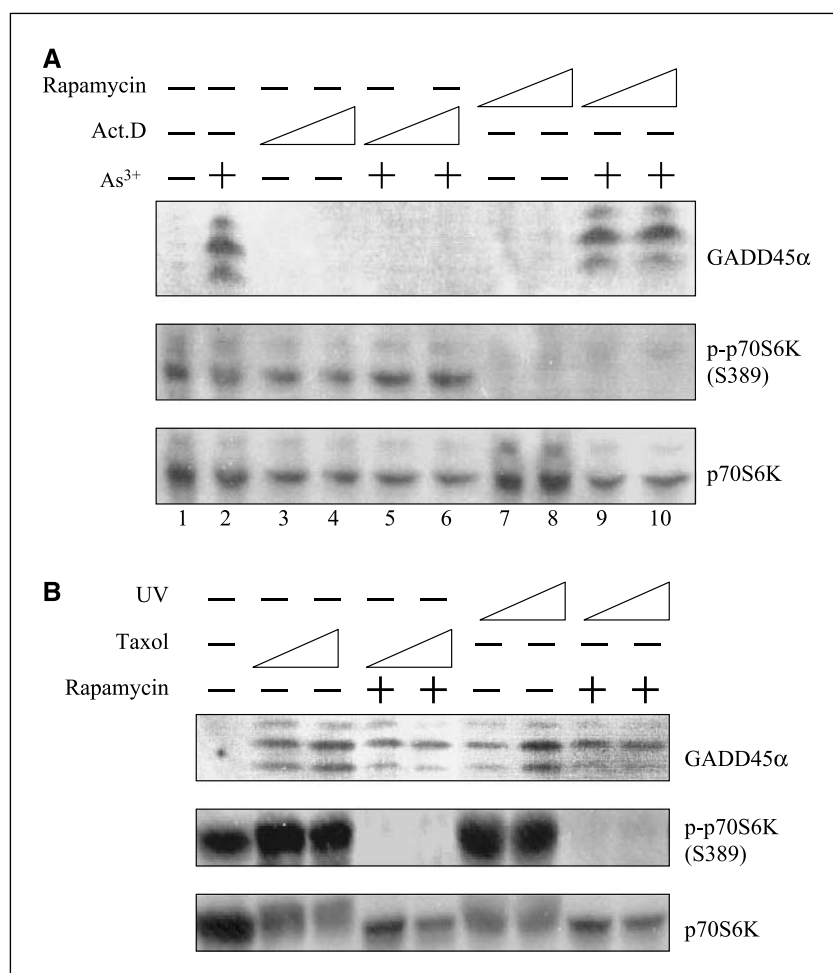 A
Rapamycin — — — — — —
Act.D — — — —
As³⁺ — + — — + + — — + +
GADD45α
p-p70S6K
(S389)
p70S6K
1 2 3 4 5 6 7 8 9 10
B
UV — — — — —
Taxol — — — — —
Rapamycin — — — + + — — + +
GADD45α
p-p70S6K
(S389)
p70S6K